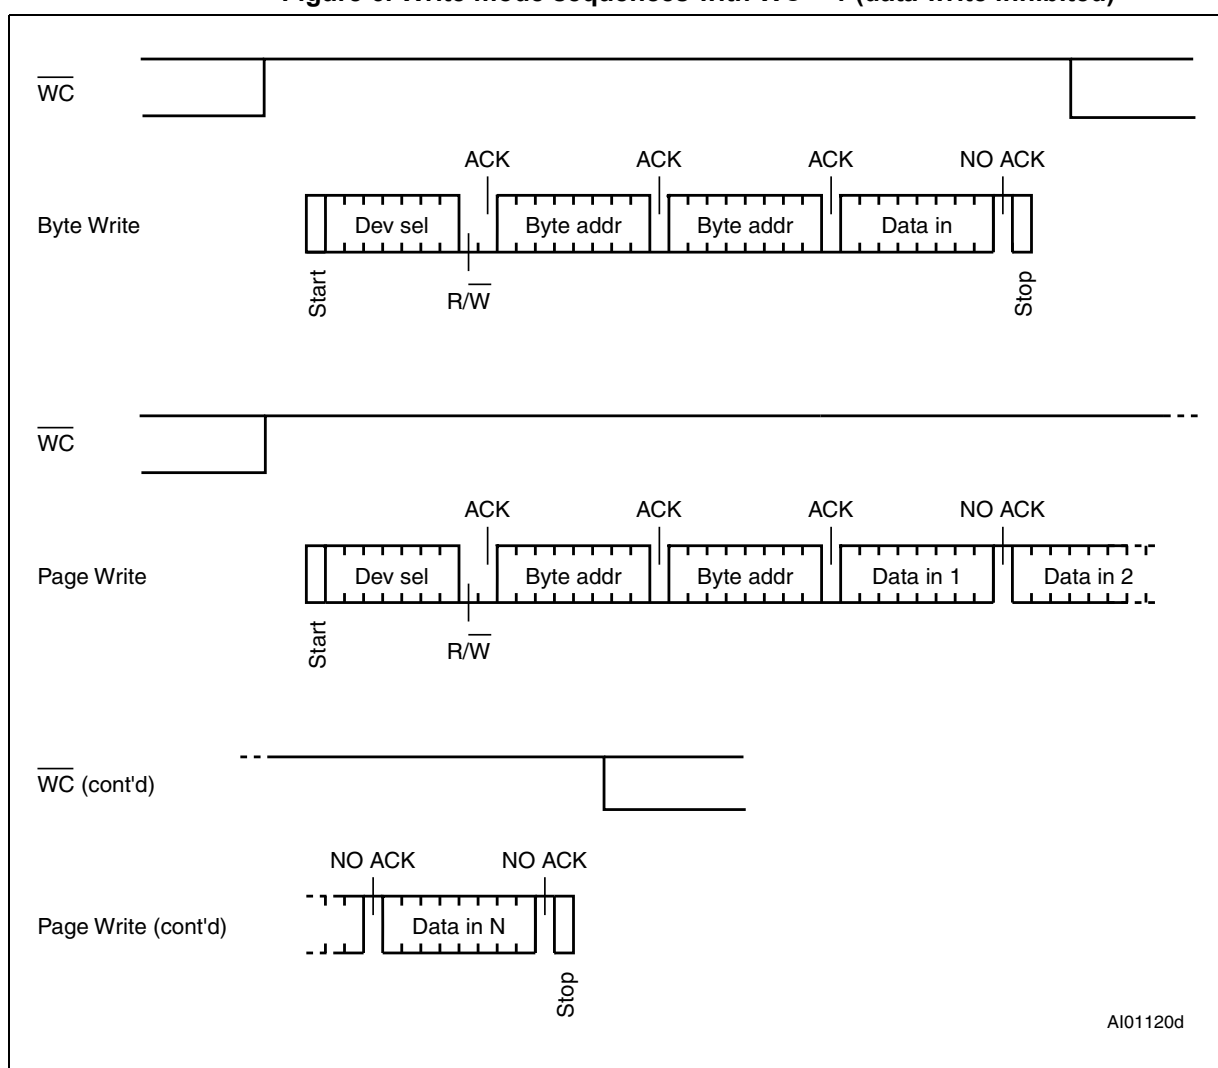 WC
ACK ACK ACK NO ACK
Byte Write Dev sel Byte addr Byte addr Data in
Start R/W Stop
WC
ACK ACK ACK NO ACK
Page Write Dev sel Byte addr Byte addr Data in 1 Data in 2
Start R/W
WC (cont'd)
NO ACK NO ACK
Page Write (cont'd) Data in N
Stop
AI01120d